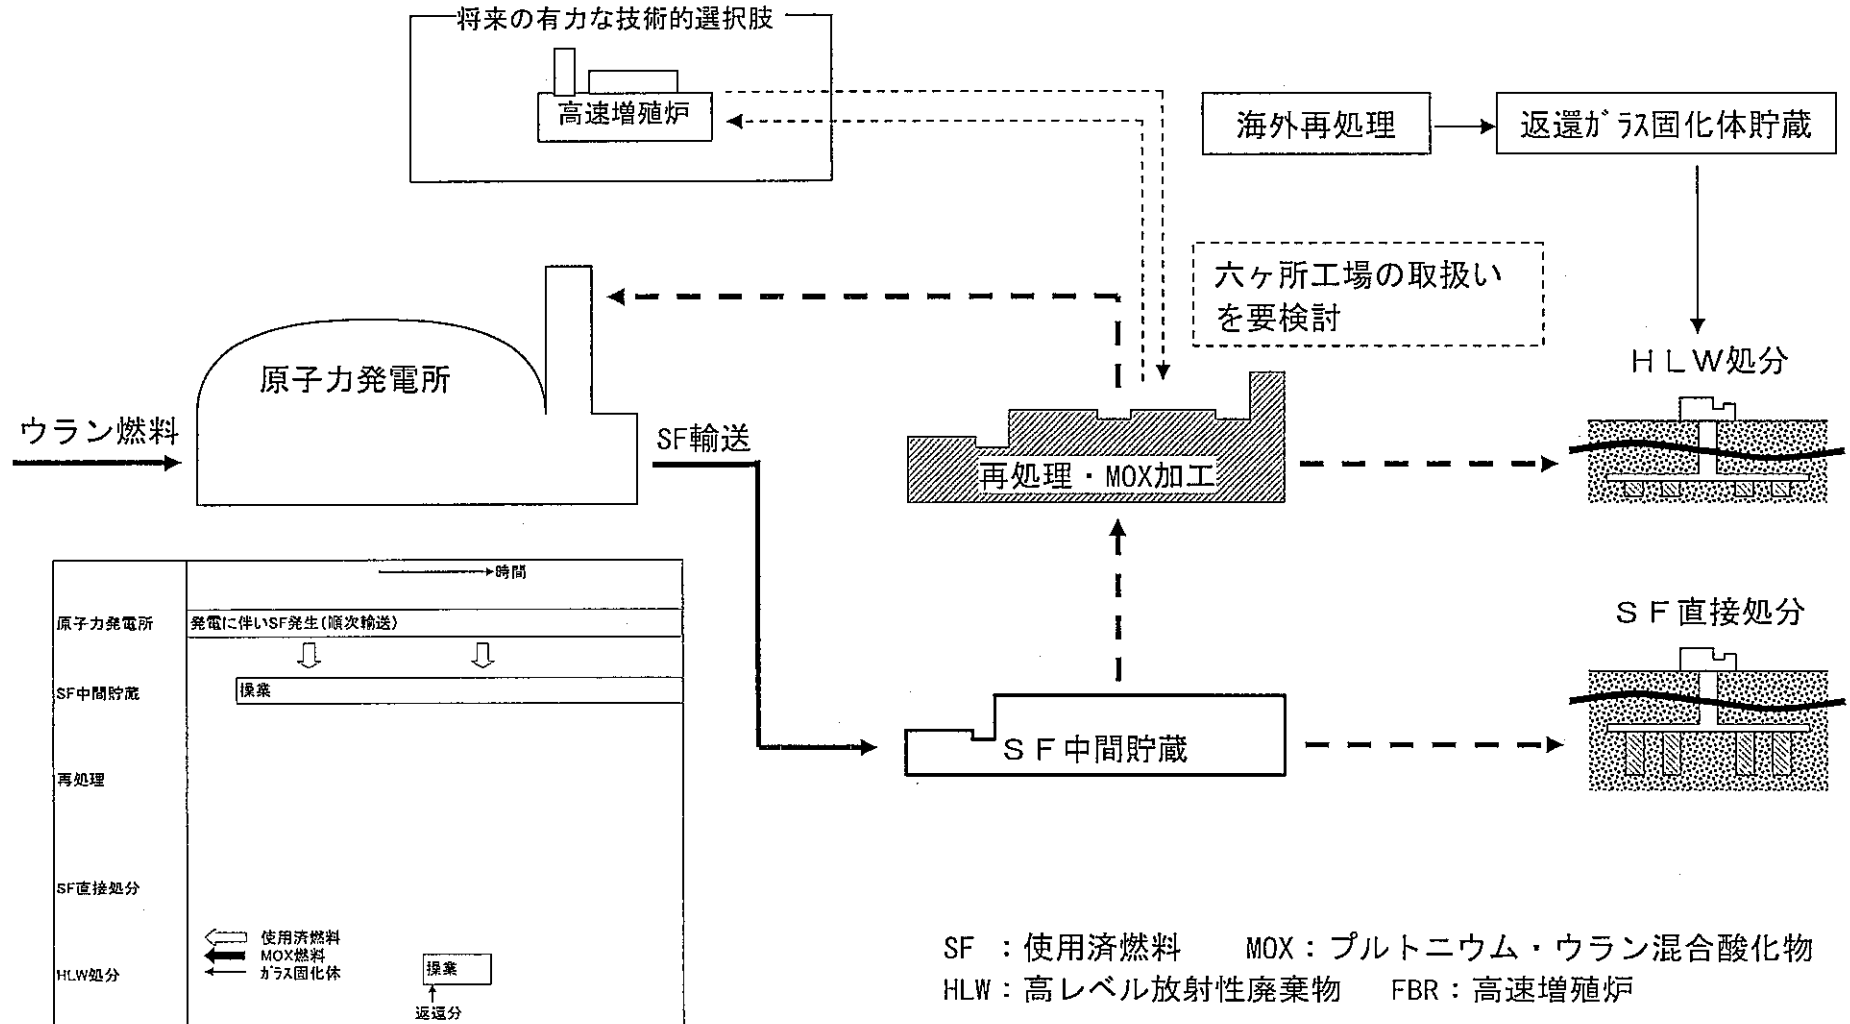 将来の有力な技術的選択肢
高速増殖炉
海外再処理
返還ｶﾞﾗｽ固化体貯蔵
六ヶ所工場の取扱い
を要検討
原子力発電所
HLW処分
ウラン燃料
SF輸送
再処理・MOX加工
SF直接処分
SF中間貯蔵
時間
原子力発電所
発電に伴いSF発生(順次輸送)
SF中間貯蔵
操業
再処理
SF直接処分
使用済燃料
MOX燃料
ｶﾞﾗｽ固化体
HLW処分
操業
返還分
SF ：使用済燃料 MOX：プルトニウム・ウラン混合酸化物
HLW：高レベル放射性廃棄物 FBR：高速増殖炉